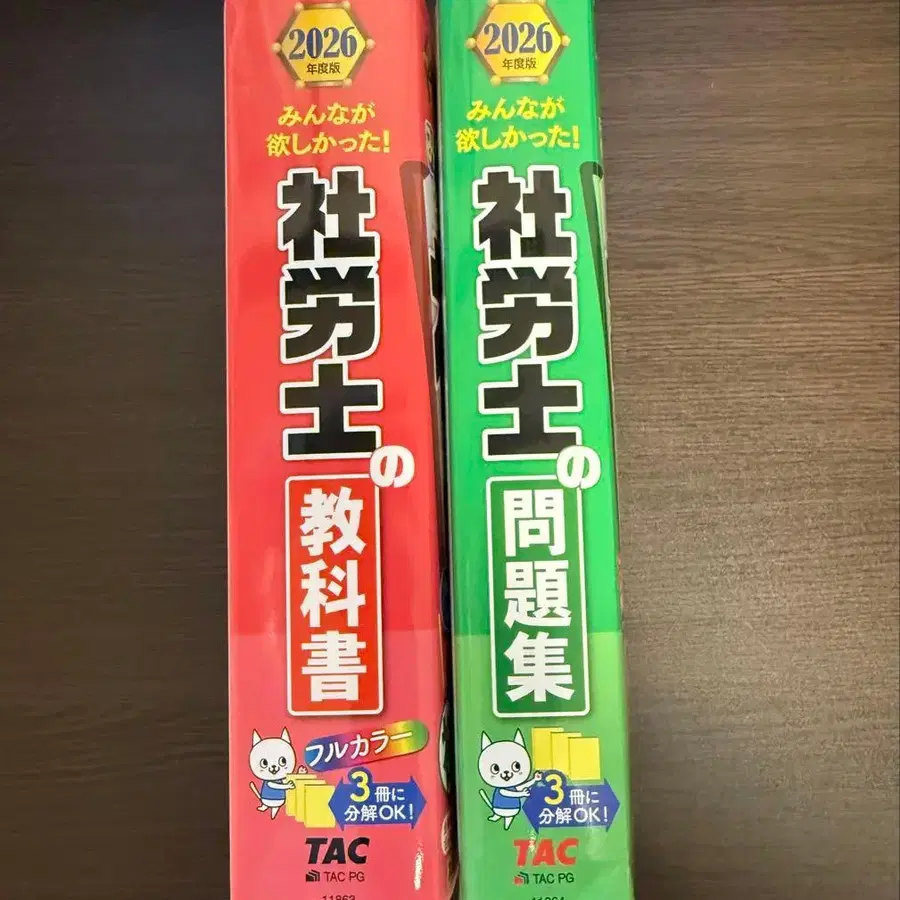 2026
年度版
みんなが
欲しかった!
社労士の
教科書
フルカラー
3冊に
分解OK!
TAC
TAC PG
2026
年度版
みんなが
欲しかった!
社労士の
問題集
3冊に
分解OK!
TAC
TAC PG